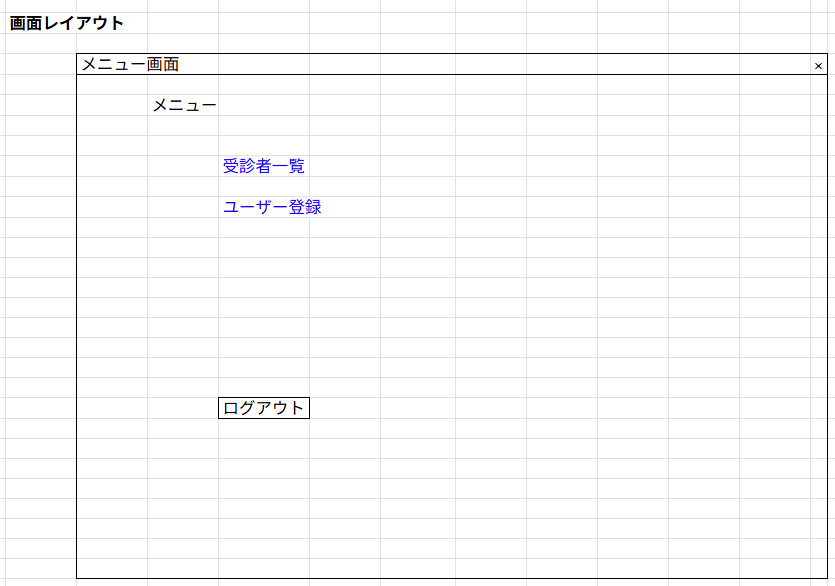 画面レイアウト
メニュー画面 ×
メニュー
受診者一覧
ユーザー登録
ログアウト